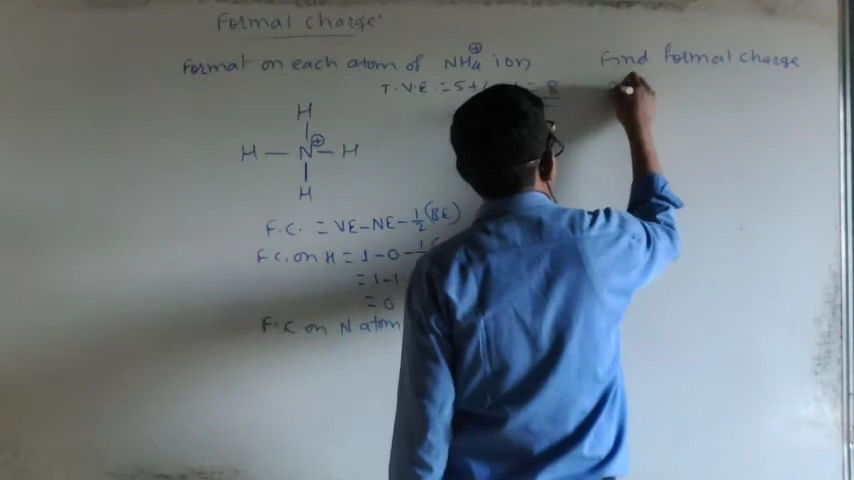 Formal charge
Format on each atom of NH4⊕ ion
T.V.E. = 5+4 = 8
H
H — N⊕ — H
H
F.C. = VE-NE-1/2(BE)
F.C. on H = 1-0-1/2
= 1-1
= 0
F.C on N atom
Find formal charge